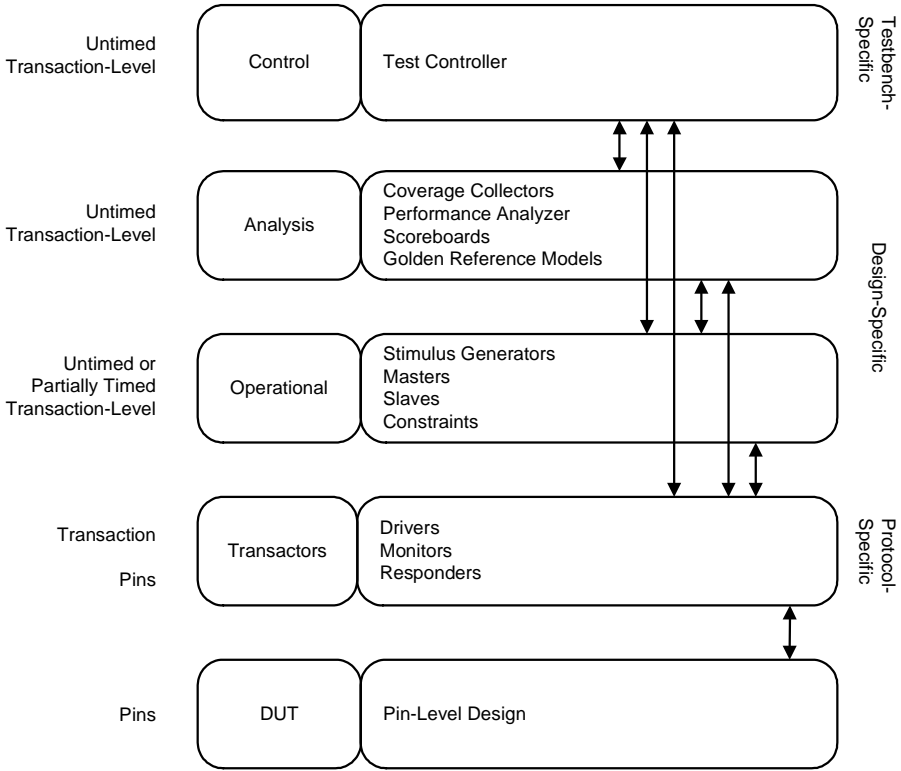 Untimed
Transaction-Level
Control
Test Controller
Testbench-
Specific
Untimed
Transaction-Level
Analysis
Coverage Collectors
Performance Analyzer
Scoreboards
Golden Reference Models
Design-Specific
Untimed or
Partially Timed
Transaction-Level
Operational
Stimulus Generators
Masters
Slaves
Constraints
Transaction
Pins
Transactors
Drivers
Monitors
Responders
Protocol-
Specific
Pins
DUT
Pin-Level Design